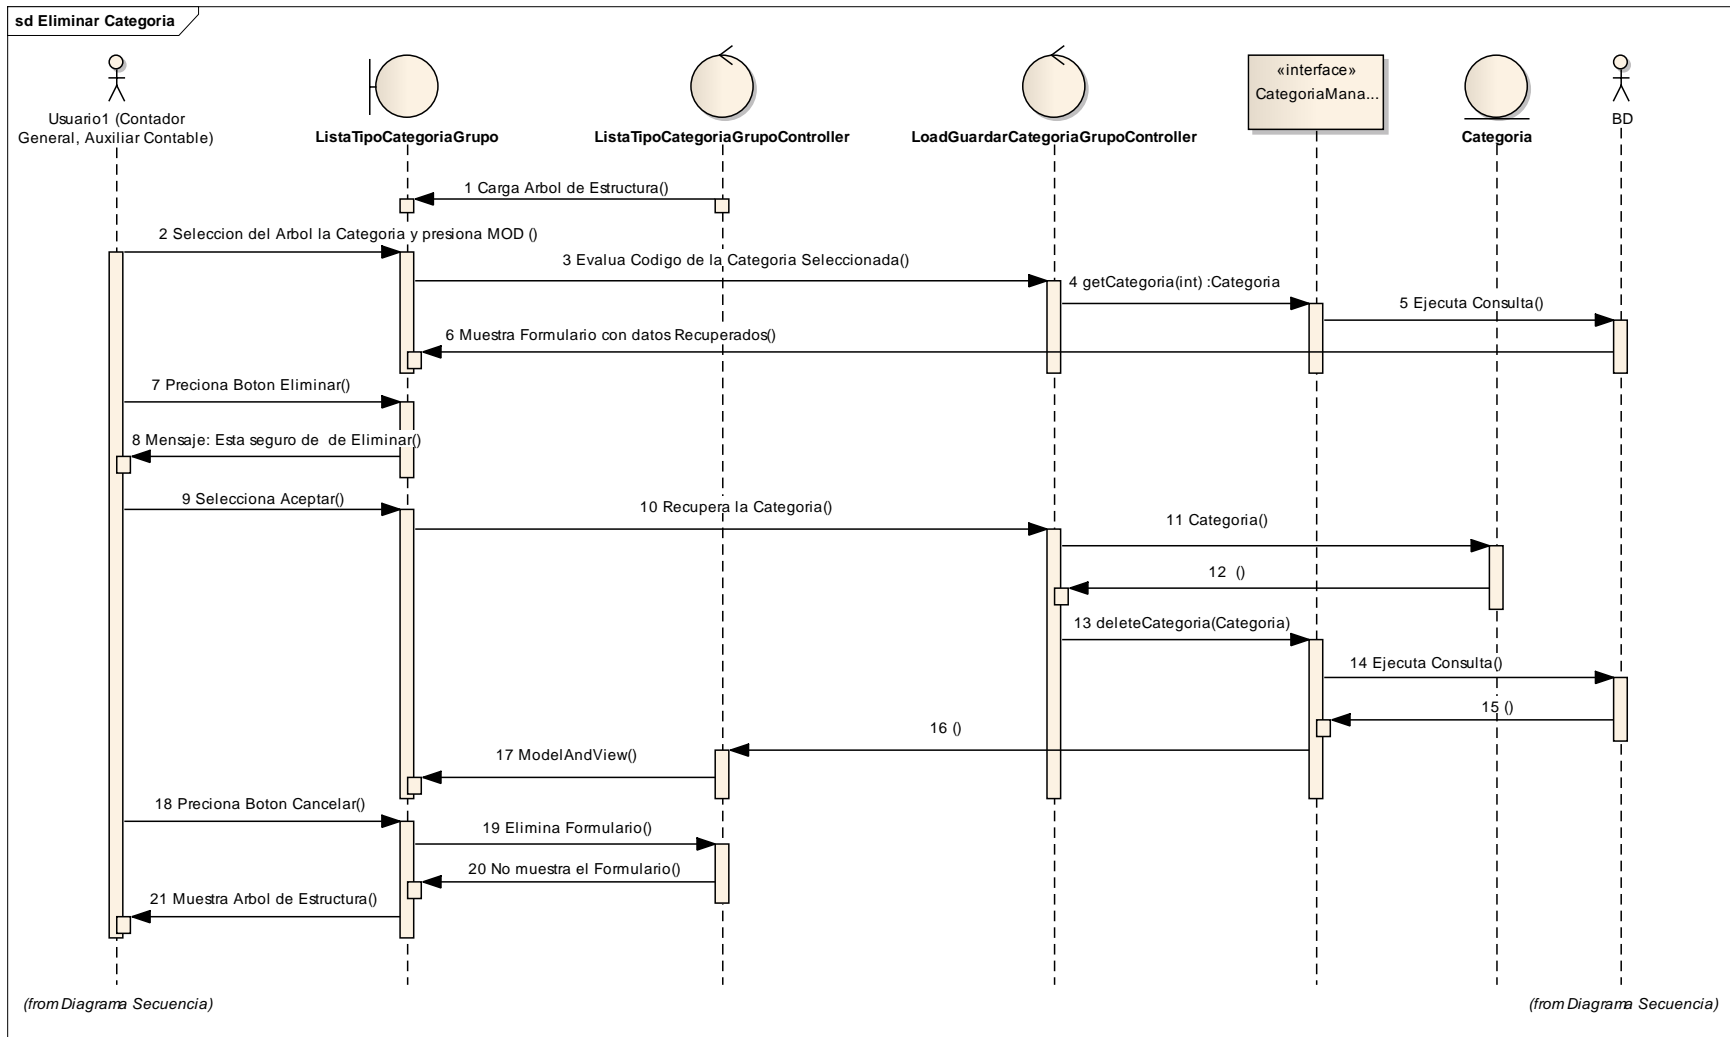 sd Eliminar Categoria
Usuario1 (Contador
General, Auxiliar Contable)
ListaTipoCategoriaGrupo
ListaTipoCategoriaGrupoController
LoadGuardarCategoriaGrupoController
«interface»
CategoriaMana...
Categoria
BD
1 Carga Arbol de Estructura()
2 Seleccion del Arbol la Categoria y presiona MOD ()
3 Evalua Codigo de la Categoria Seleccionada()
4 getCategoria(int) :Categoria
5 Ejecuta Consulta()
6 Muestra Formulario con datos Recuperados()
7 Preciona Boton Eliminar()
8 Mensaje: Esta seguro de  de Eliminar()
9 Selecciona Aceptar()
10 Recupera la Categoria()
11 Categoria()
12  ()
13 deleteCategoria(Categoria)
14 Ejecuta Consulta()
15 ()
16 ()
17 ModelAndView()
18 Preciona Boton Cancelar()
19 Elimina Formulario()
20 No muestra el Formulario()
21 Muestra Arbol de Estructura()
(from Diagrama Secuencia)
(from Diagrama Secuencia)